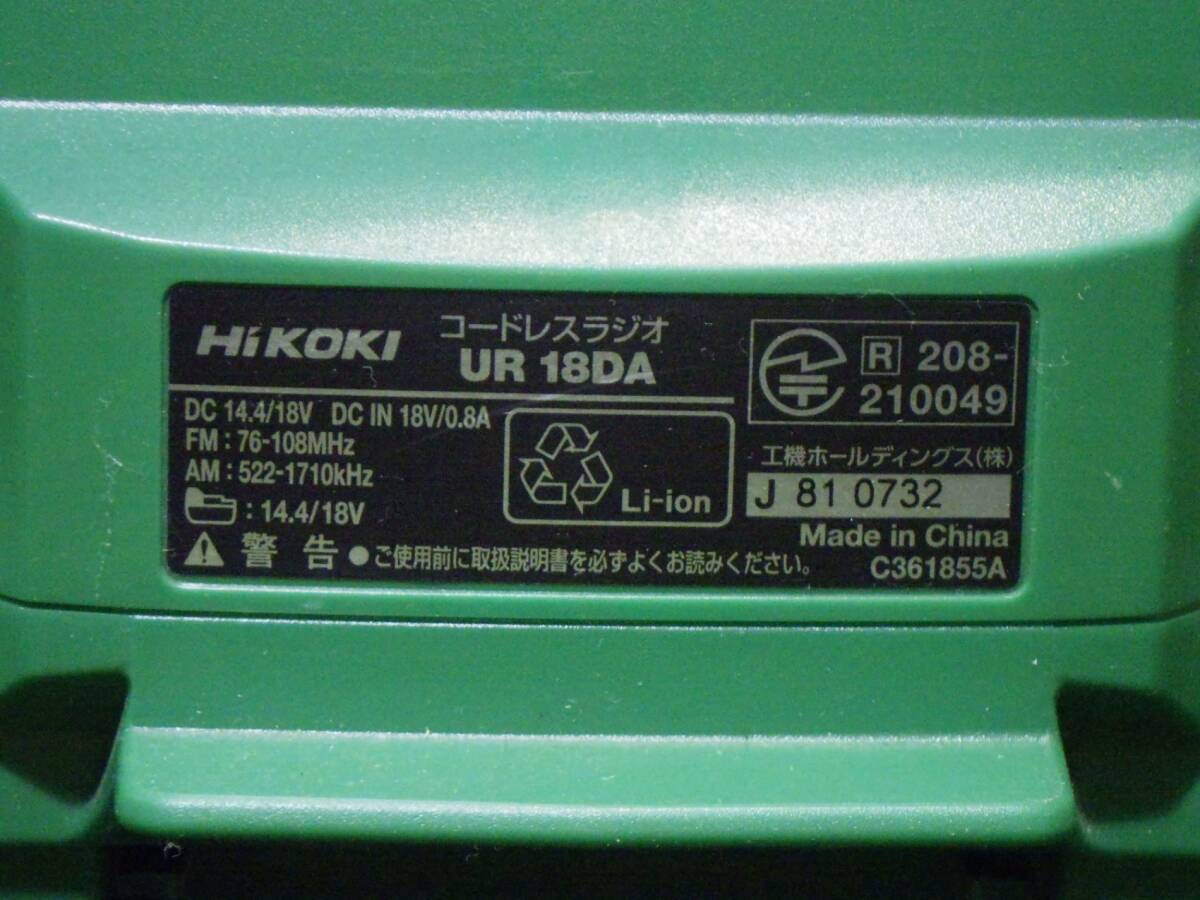 HiKOKI
コードレスラジオ
UR 18DA
DC 14.4/18V DC IN 18V/0.8A
FM : 76-108MHz
AM : 522-1710kHz
: 14.4/18V
Li-ion
R 208-
210049
工機ホールディングス(株)
J 81 0732
Made in China
C361855A
警告 ●ご使用前に取扱説明書を必ずよくお読みください。